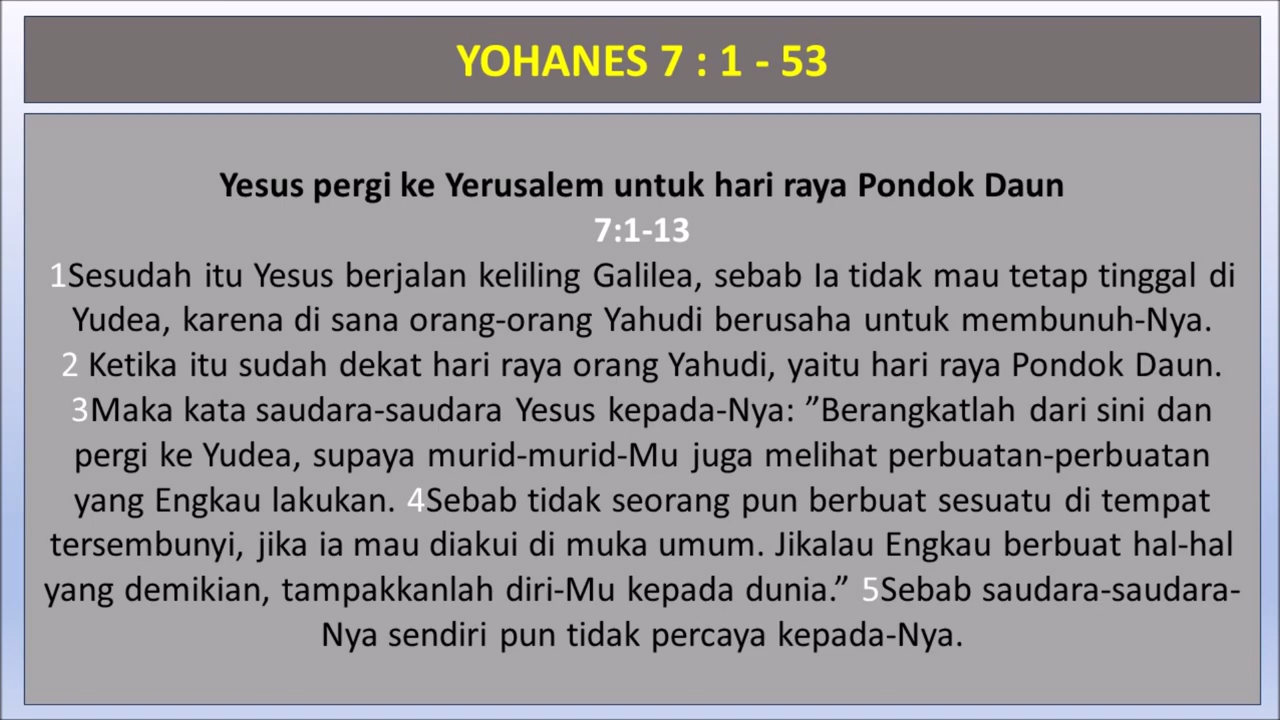 YOHANES 7 : 1 - 53
Yesus pergi ke Yerusalem untuk hari raya Pondok Daun
7:1-13
1Sesudah itu Yesus berjalan keliling Galilea, sebab Ia tidak mau tetap tinggal di
Yudea, karena di sana orang-orang Yahudi berusaha untuk membunuh-Nya.
2 Ketika itu sudah dekat hari raya orang Yahudi, yaitu hari raya Pondok Daun.
3Maka kata saudara-saudara Yesus kepada-Nya: ”Berangkatlah dari sini dan
pergi ke Yudea, supaya murid-murid-Mu juga melihat perbuatan-perbuatan
yang Engkau lakukan. 4Sebab tidak seorang pun berbuat sesuatu di tempat
tersembunyi, jika ia mau diakui di muka umum. Jikalau Engkau berbuat hal-hal
yang demikian, tampakkanlah diri-Mu kepada dunia.” 5Sebab saudara-saudara-
Nya sendiri pun tidak percaya kepada-Nya.